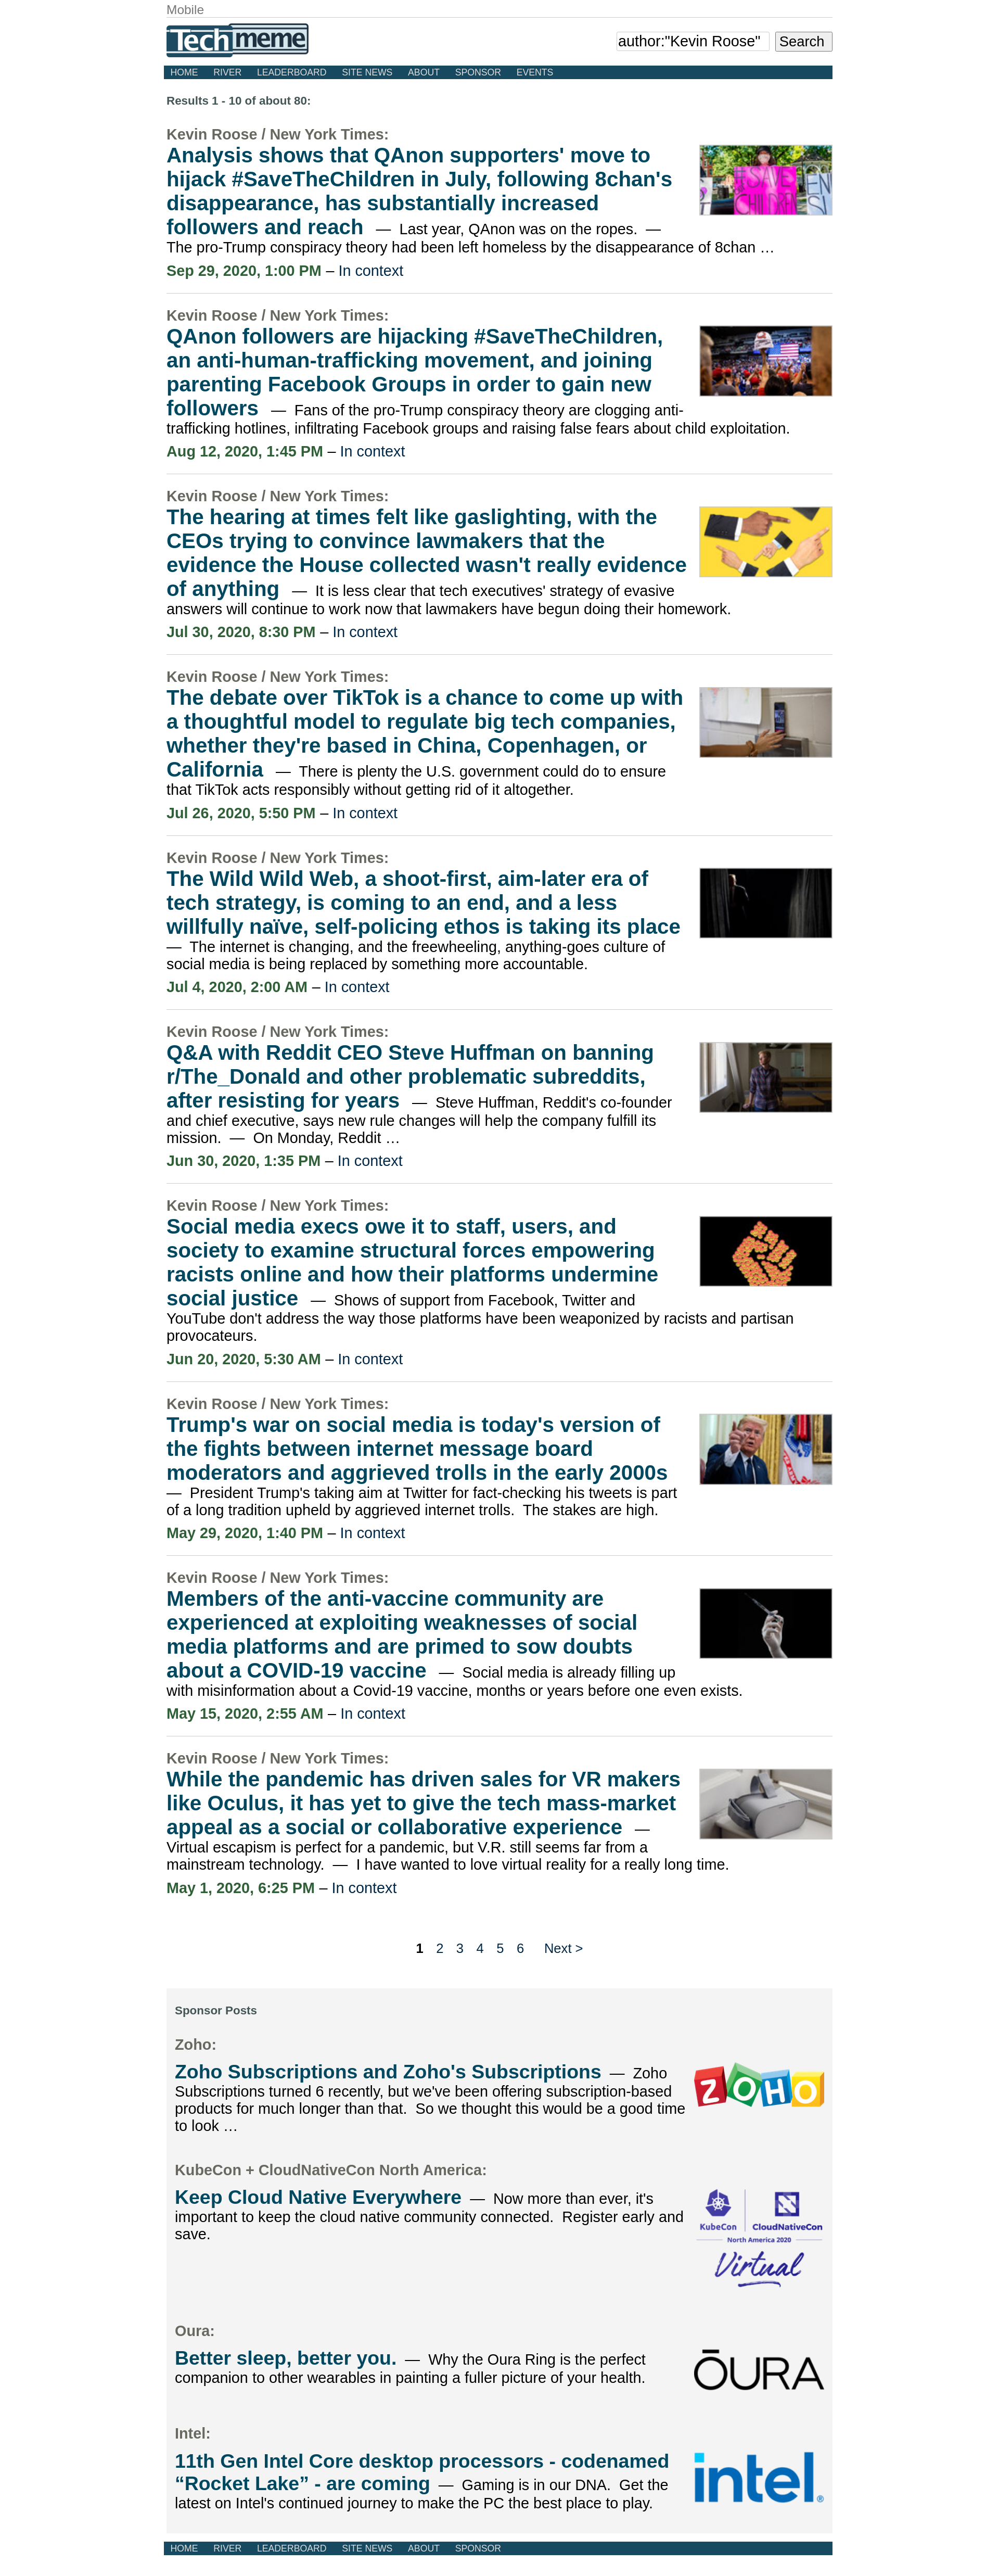 Mobile
Techmeme
author:"Kevin Roose"
Search
HOME RIVER LEADERBOARD SITE NEWS ABOUT SPONSOR EVENTS
Results 1 - 10 of about 80:
Kevin Roose / New York Times:
Analysis shows that QAnon supporters' move to
hijack #SaveTheChildren in July, following 8chan's
disappearance, has substantially increased
followers and reach — Last year, QAnon was on the ropes. —
The pro-Trump conspiracy theory had been left homeless by the disappearance of 8chan …
Sep 29, 2020, 1:00 PM – In context
Kevin Roose / New York Times:
QAnon followers are hijacking #SaveTheChildren,
an anti-human-trafficking movement, and joining
parenting Facebook Groups in order to gain new
followers — Fans of the pro-Trump conspiracy theory are clogging anti-
trafficking hotlines, infiltrating Facebook groups and raising false fears about child exploitation.
Aug 12, 2020, 1:45 PM – In context
Kevin Roose / New York Times:
The hearing at times felt like gaslighting, with the
CEOs trying to convince lawmakers that the
evidence the House collected wasn't really evidence
of anything — It is less clear that tech executives' strategy of evasive
answers will continue to work now that lawmakers have begun doing their homework.
Jul 30, 2020, 8:30 PM – In context
Kevin Roose / New York Times:
The debate over TikTok is a chance to come up with
a thoughtful model to regulate big tech companies,
whether they're based in China, Copenhagen, or
California — There is plenty the U.S. government could do to ensure
that TikTok acts responsibly without getting rid of it altogether.
Jul 26, 2020, 5:50 PM – In context
Kevin Roose / New York Times:
The Wild Wild Web, a shoot-first, aim-later era of
tech strategy, is coming to an end, and a less
willfully naïve, self-policing ethos is taking its place
— The internet is changing, and the freewheeling, anything-goes culture of
social media is being replaced by something more accountable.
Jul 4, 2020, 2:00 AM – In context
Kevin Roose / New York Times:
Q&A with Reddit CEO Steve Huffman on banning
r/The_Donald and other problematic subreddits,
after resisting for years — Steve Huffman, Reddit's co-founder
and chief executive, says new rule changes will help the company fulfill its
mission. — On Monday, Reddit …
Jun 30, 2020, 1:35 PM – In context
Kevin Roose / New York Times:
Social media execs owe it to staff, users, and
society to examine structural forces empowering
racists online and how their platforms undermine
social justice — Shows of support from Facebook, Twitter and
YouTube don't address the way those platforms have been weaponized by racists and partisan
provocateurs.
Jun 20, 2020, 5:30 AM – In context
Kevin Roose / New York Times:
Trump's war on social media is today's version of
the fights between internet message board
moderators and aggrieved trolls in the early 2000s
— President Trump's taking aim at Twitter for fact-checking his tweets is part
of a long tradition upheld by aggrieved internet trolls. The stakes are high.
May 29, 2020, 1:40 PM – In context
Kevin Roose / New York Times:
Members of the anti-vaccine community are
experienced at exploiting weaknesses of social
media platforms and are primed to sow doubts
about a COVID-19 vaccine — Social media is already filling up
with misinformation about a Covid-19 vaccine, months or years before one even exists.
May 15, 2020, 2:55 AM – In context
Kevin Roose / New York Times:
While the pandemic has driven sales for VR makers
like Oculus, it has yet to give the tech mass-market
appeal as a social or collaborative experience —
Virtual escapism is perfect for a pandemic, but V.R. still seems far from a
mainstream technology. — I have wanted to love virtual reality for a really long time.
May 1, 2020, 6:25 PM – In context
1 2 3 4 5 6 Next >
Sponsor Posts
Zoho:
Zoho Subscriptions and Zoho's Subscriptions — Zoho
Subscriptions turned 6 recently, but we've been offering subscription-based
products for much longer than that. So we thought this would be a good time
to look …
ZOHO
KubeCon + CloudNativeCon North America:
Keep Cloud Native Everywhere — Now more than ever, it's
important to keep the cloud native community connected. Register early and
save.
KubeCon CloudNativeCon
North America 2020
Virtual
Oura:
Better sleep, better you. — Why the Oura Ring is the perfect
companion to other wearables in painting a fuller picture of your health.
ŌURA
Intel:
11th Gen Intel Core desktop processors - codenamed
“Rocket Lake” - are coming — Gaming is in our DNA. Get the
latest on Intel's continued journey to make the PC the best place to play.
intel®
HOME RIVER LEADERBOARD SITE NEWS ABOUT SPONSOR